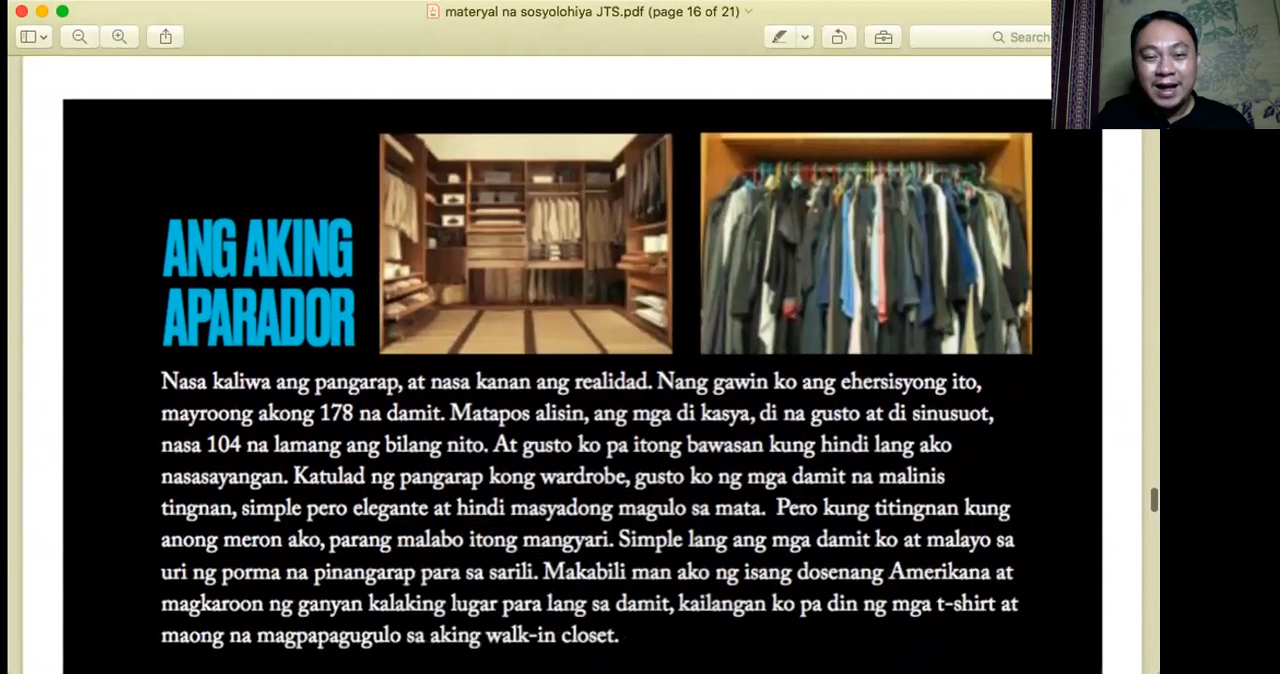 materyal na sosyolohiya JTS.pdf (page 16 of 21)
Search
ANG AKING
APARADOR
Nasa kaliwa ang pangarap, at nasa kanan ang realidad. Nang gawin ko ang ehersisyong ito,
mayroong akong 178 na damit. Matapos alisin, ang mga di kasya, di na gusto at di sinusuot,
nasa 104 na lamang ang bilang nito. At gusto ko pa itong bawasan kung hindi lang ako
nasasayangan. Katulad ng pangarap kong wardrobe, gusto ko ng mga damit na malinis
tingnan, simple pero elegante at hindi masyadong magulo sa mata.  Pero kung titingnan kung
anong meron ako, parang malabo itong mangyari. Simple lang ang mga damit ko at malayo sa
uri ng porma na pinangarap para sa sarili. Makabili man ako ng isang dosenang Amerikana at
magkaroon ng ganyan kalaking lugar para lang sa damit, kailangan ko pa din ng mga t-shirt at
maong na magpapagugulo sa aking walk-in closet.